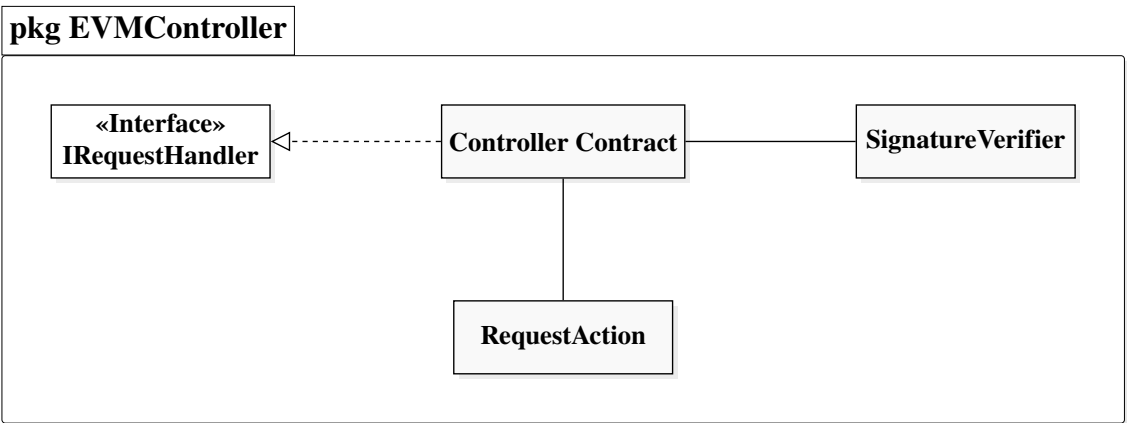 pkg EVMController
«Interface»
IRequestHandler
Controller Contract
SignatureVerifier
RequestAction